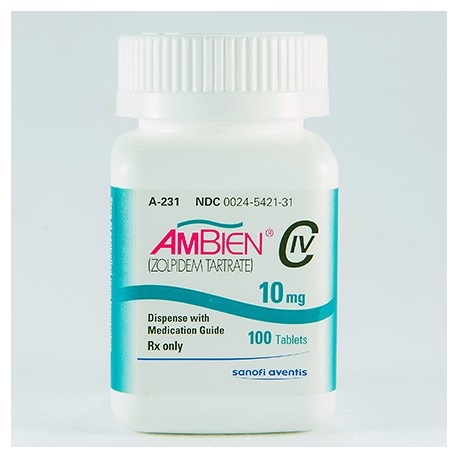 A-231 NDC 0024-5421-31
AMBIEN® CIV
(ZOLPIDEM TARTRATE)
10 mg
Dispense with
Medication Guide
Rx only
100 Tablets
sanofi aventis